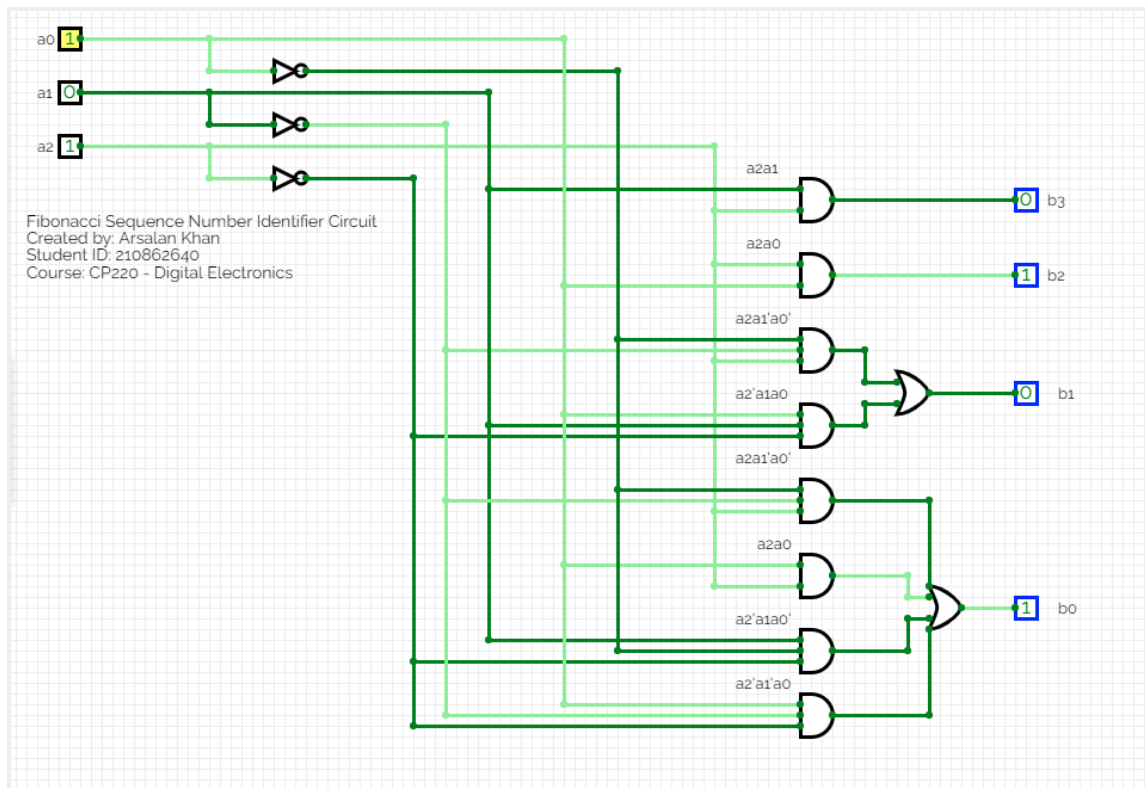 a0 1
a1 0
a2 1
a2a1
0 b3
Fibonacci Sequence Number Identifier Circuit
Created by: Arsalan Khan
Student ID: 210862640
Course: CP220 - Digital Electronics
a2a0
1 b2
a2a1'a0'
a2'a1a0
0 b1
a2a1'a0'
a2a0
a2'a1a0'
1 b0
a2'a1'a0